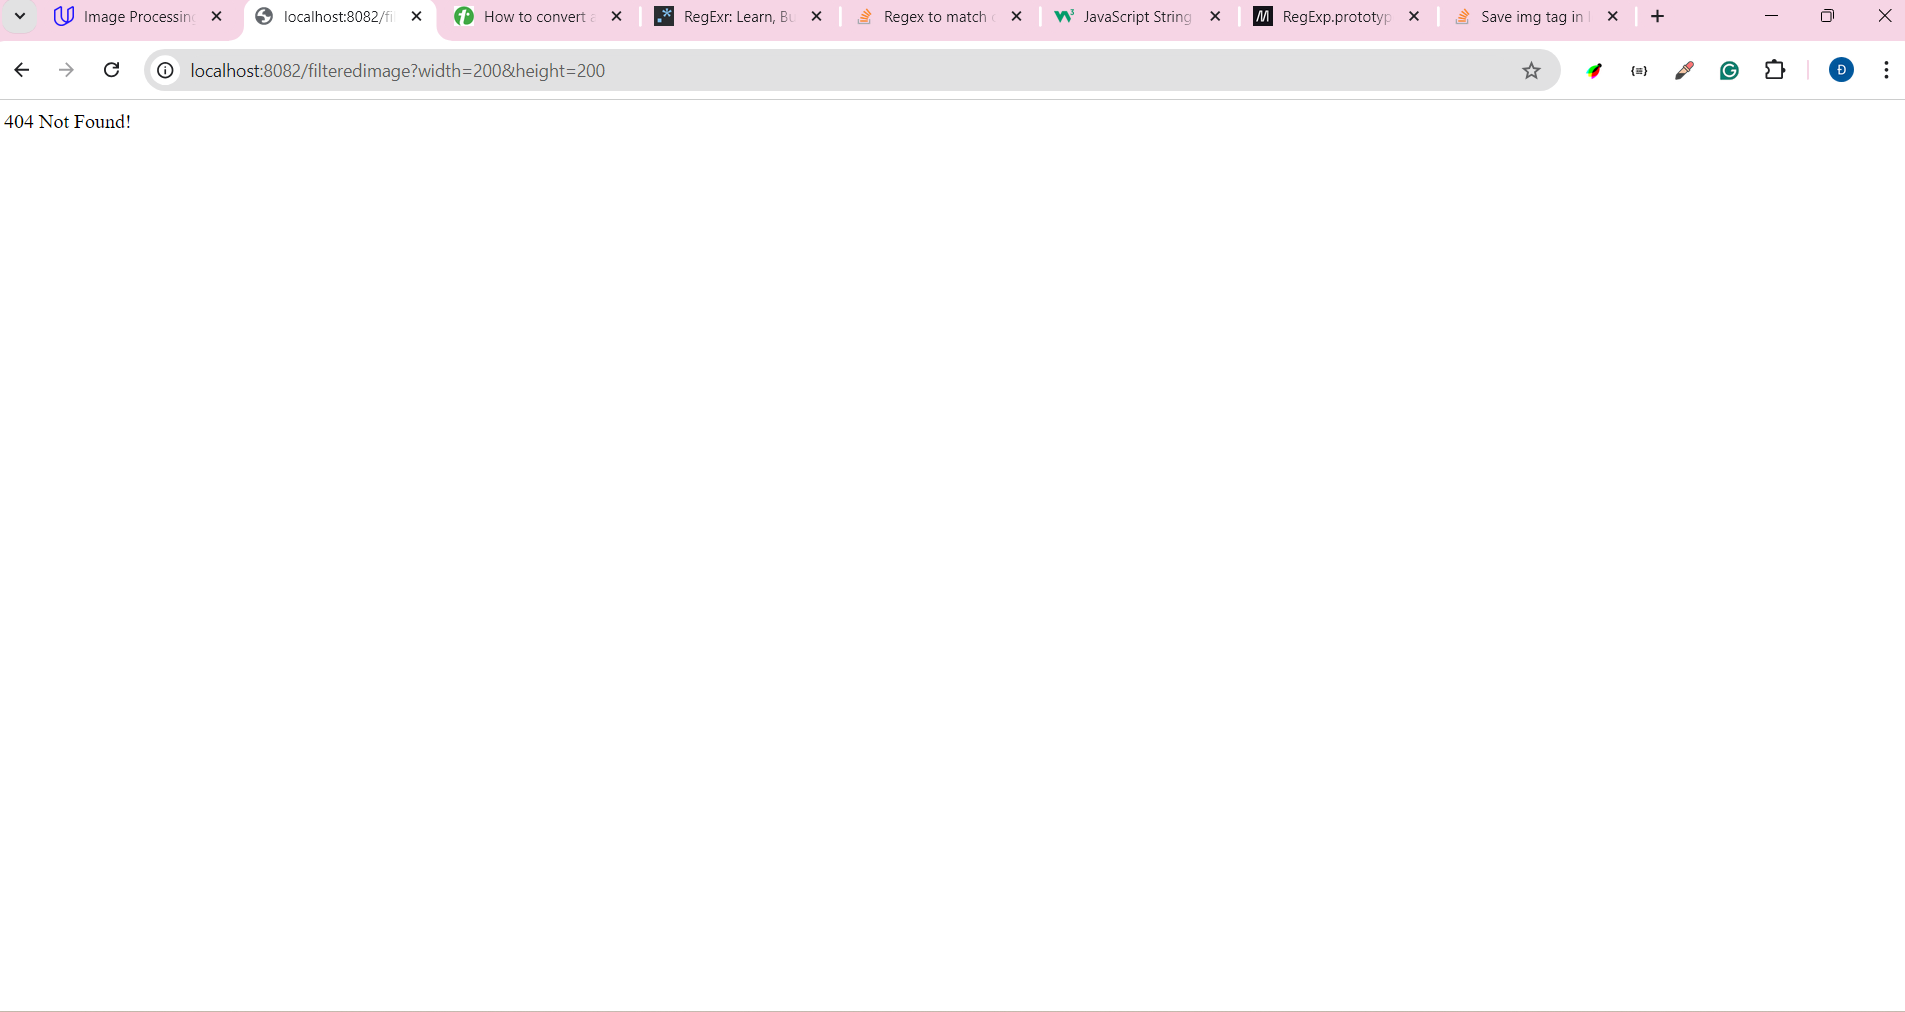 Image Processing
localhost:8082/fi
How to convert a
RegExr: Learn, Bu
Regex to match
JavaScript String
RegExp.prototyp
Save img tag in
localhost:8082/filteredimage?width=200&height=200
Đ
404 Not Found!